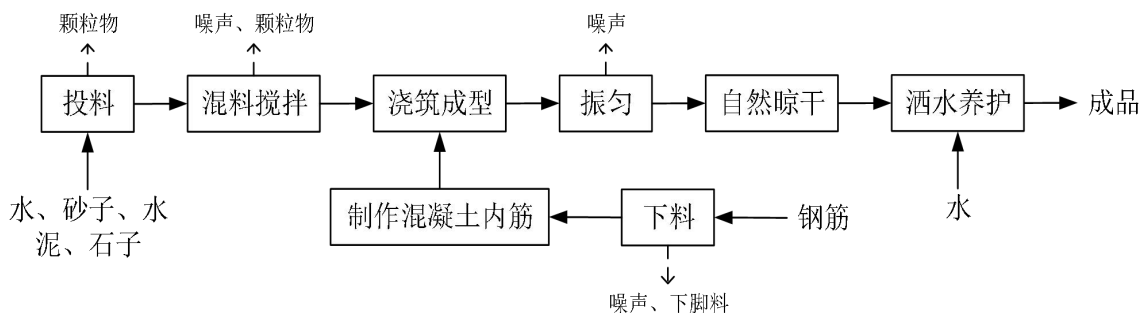 颗粒物
噪声、颗粒物
噪声
投料
混料搅拌
浇筑成型
振匀
自然晾干
洒水养护
成品
水、砂子、水
泥、石子
制作混凝土内筋
下料
钢筋
水
噪声、下脚料